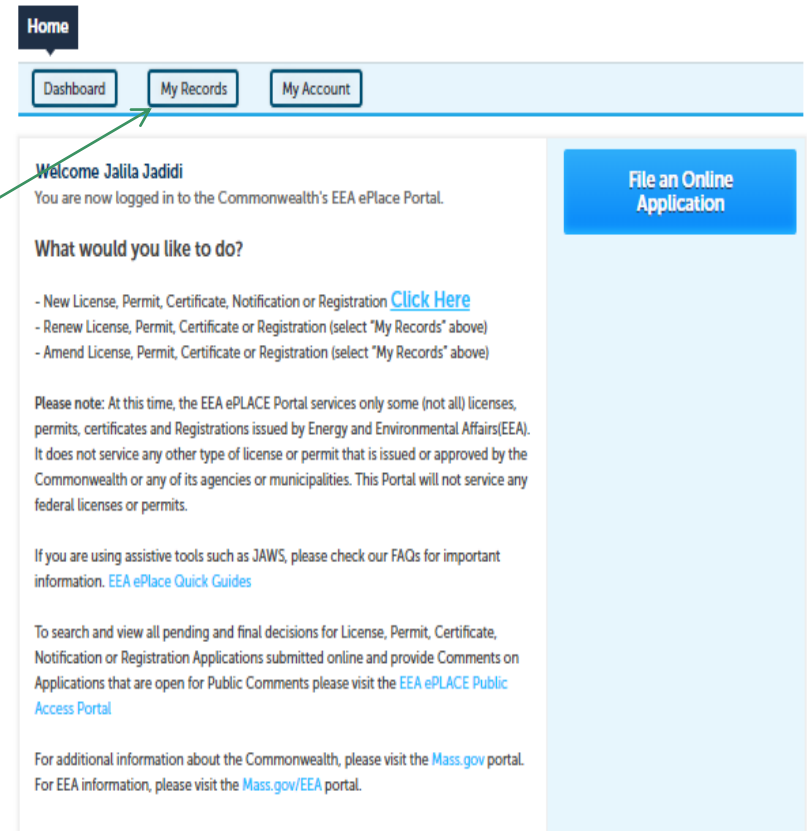 Home
Dashboard My Records My Account
Welcome Jalila Jadidi
You are now logged in to the Commonwealth's EEA ePlace Portal.
File an Online
Application
What would you like to do?
- New License, Permit, Certificate, Notification or Registration Click Here
- Renew License, Permit, Certificate or Registration (select "My Records" above)
- Amend License, Permit, Certificate or Registration (select "My Records" above)
Please note: At this time, the EEA ePLACE Portal services only some (not all) licenses,
permits, certificates and Registrations issued by Energy and Environmental Affairs(EEA).
It does not service any other type of license or permit that is issued or approved by the
Commonwealth or any of its agencies or municipalities. This Portal will not service any
federal licenses or permits.
If you are using assistive tools such as JAWS, please check our FAQs for important
information. EEA ePlace Quick Guides
To search and view all pending and final decisions for License, Permit, Certificate,
Notification or Registration Applications submitted online and provide Comments on
Applications that are open for Public Comments please visit the EEA ePLACE Public
Access Portal
For additional information about the Commonwealth, please visit the Mass.gov portal.
For EEA information, please visit the Mass.gov/EEA portal.